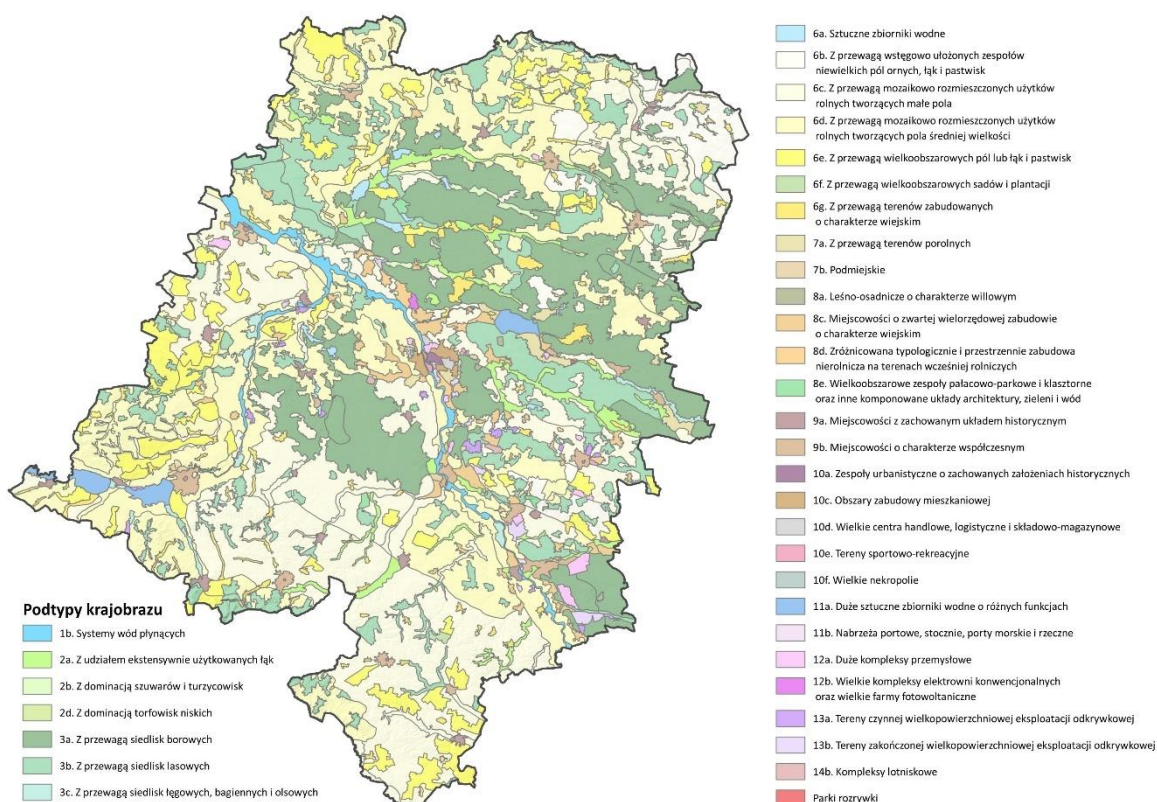 Podtypy krajobrazu
1b. Systemy wód płynących
2a. Z udziałem ekstensywnie użytkowanych łąk
2b. Z dominacją szuwarów i turzycowisk
2d. Z dominacją torfowisk niskich
3a. Z przewagą siedlisk borowych
3b. Z przewagą siedlisk lasowych
3c. Z przewagą siedlisk łęgowych, bagiennych i olsowych
6a. Sztuczne zbiorniki wodne
6b. Z przewagą wstęgowo ułożonych zespołów
niewielkich pól ornych, łąk i pastwisk
6c. Z przewagą mozaikowo rozmieszczonych użytków
rolnych tworzących małe pola
6d. Z przewagą mozaikowo rozmieszczonych użytków
rolnych tworzących pola średniej wielkości
6e. Z przewagą wielkoobszarowych pól lub łąk i pastwisk
6f. Z przewagą wielkoobszarowych sadów i plantacji
6g. Z przewagą terenów zabudowanych
o charakterze wiejskim
7a. Z przewagą terenów porolnych
7b. Podmiejskie
8a. Leśno-osadnicze o charakterze willowym
8c. Miejscowości o zwartej wielorzędowej zabudowie
o charakterze wiejskim
8d. Zróżnicowana typologicznie i przestrzennie zabudowa
nierolnicza na terenach wcześniej rolniczych
8e. Wielkoobszarowe zespoły pałacowo-parkowe i klasztorne
oraz inne komponowane układy architektury, zieleni i wód
9a. Miejscowości z zachowanym układem historycznym
9b. Miejscowości o charakterze współczesnym
10a. Zespoły urbanistyczne o zachowanych założeniach historycznych
10c. Obszary zabudowy mieszkaniowej
10d. Wielkie centra handlowe, logistyczne i składowo-magazynowe
10e. Tereny sportowo-rekreacyjne
10f. Wielkie nekropolie
11a. Duże sztuczne zbiorniki wodne o różnych funkcjach
11b. Nabrzeża portowe, stocznie, porty morskie i rzeczne
12a. Duże kompleksy przemysłowe
12b. Wielkie kompleksy elektrowni konwencjonalnych
oraz wielkie farmy fotowoltaniczne
13a. Tereny czynnej wielkopowierzchniowej eksploatacji odkrywkowej
13b. Tereny zakończonej wielkopowierzchniowej eksploatacji odkrywkowej
14b. Kompleksy lotniskowe
Parki rozrywki